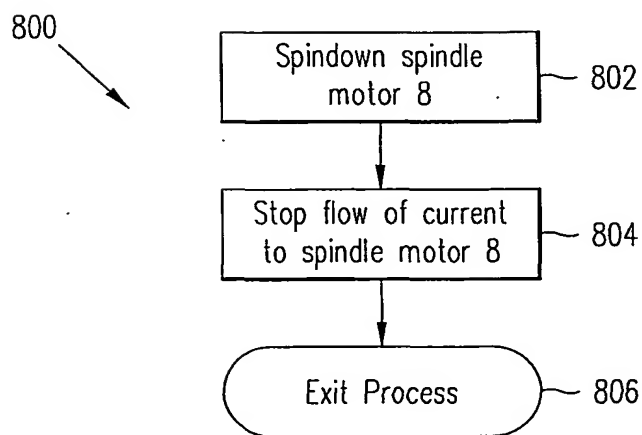 800
Spindown spindle
motor 8
802
Stop flow of current
to spindle motor 8
804
Exit Process
806